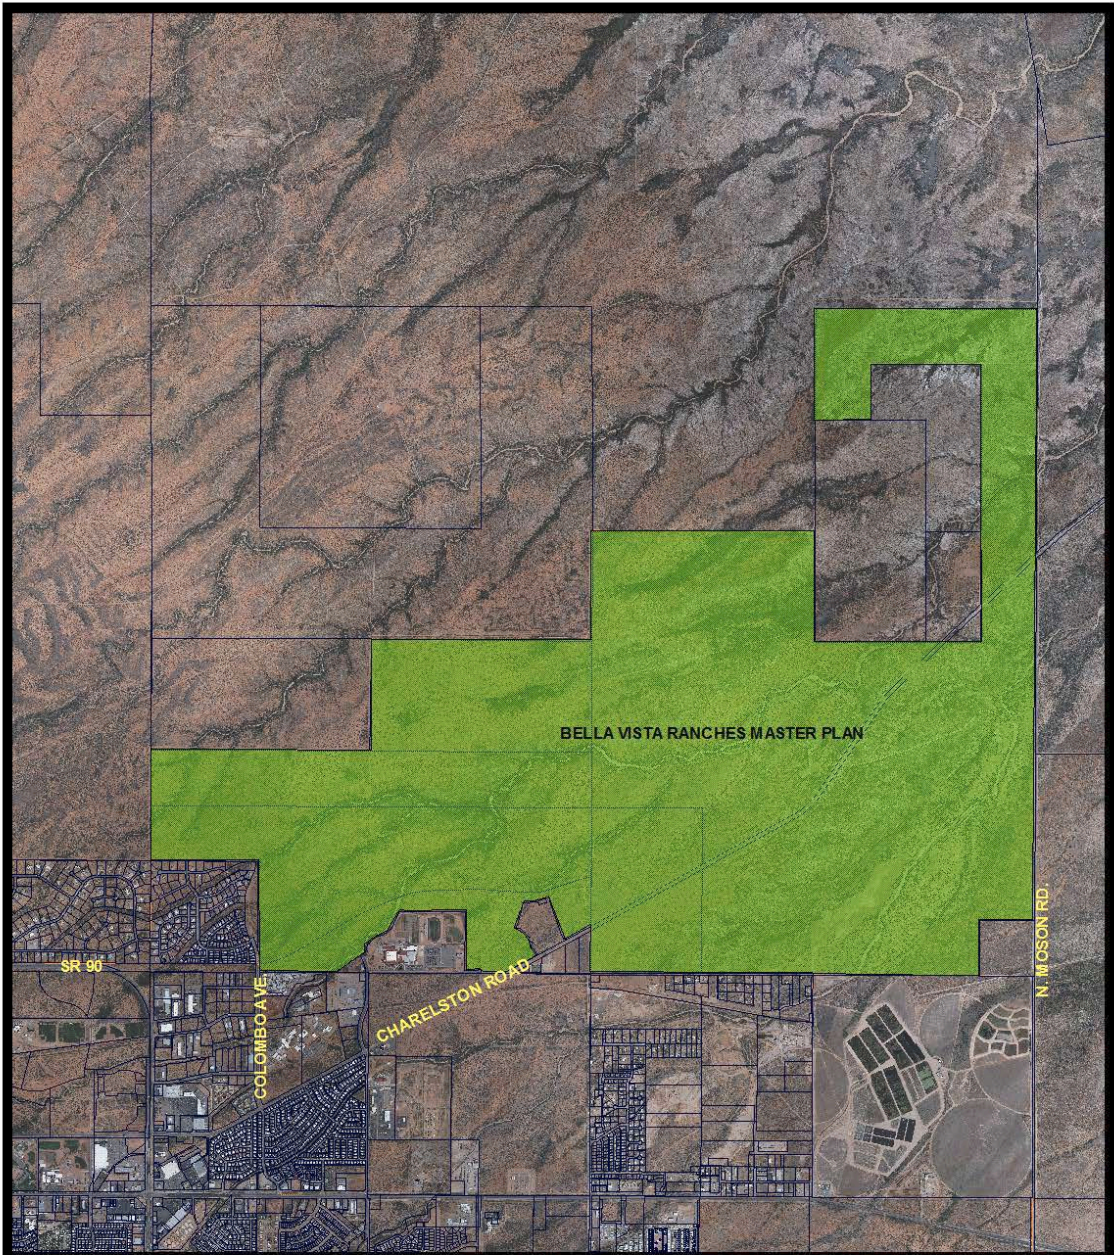 BELLA VISTA RANCHES MASTER PLAN
N. MOSON RD.
SR 90
COLOMBO AVE.
CHARELSTON ROAD